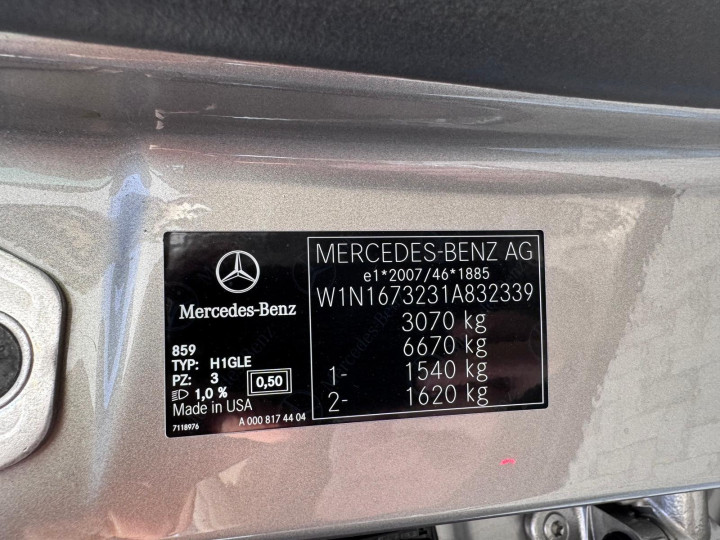 Mercedes-Benz
859
TYP: H1GLE
PZ: 3
1,0 %
0,50
Made in USA
7118976
A 000 817 44 04
MERCEDES-BENZ AG
e1*2007/46*1885
W1N1673231A832339
3070 kg
6670 kg
1- 1540 kg
2- 1620 kg